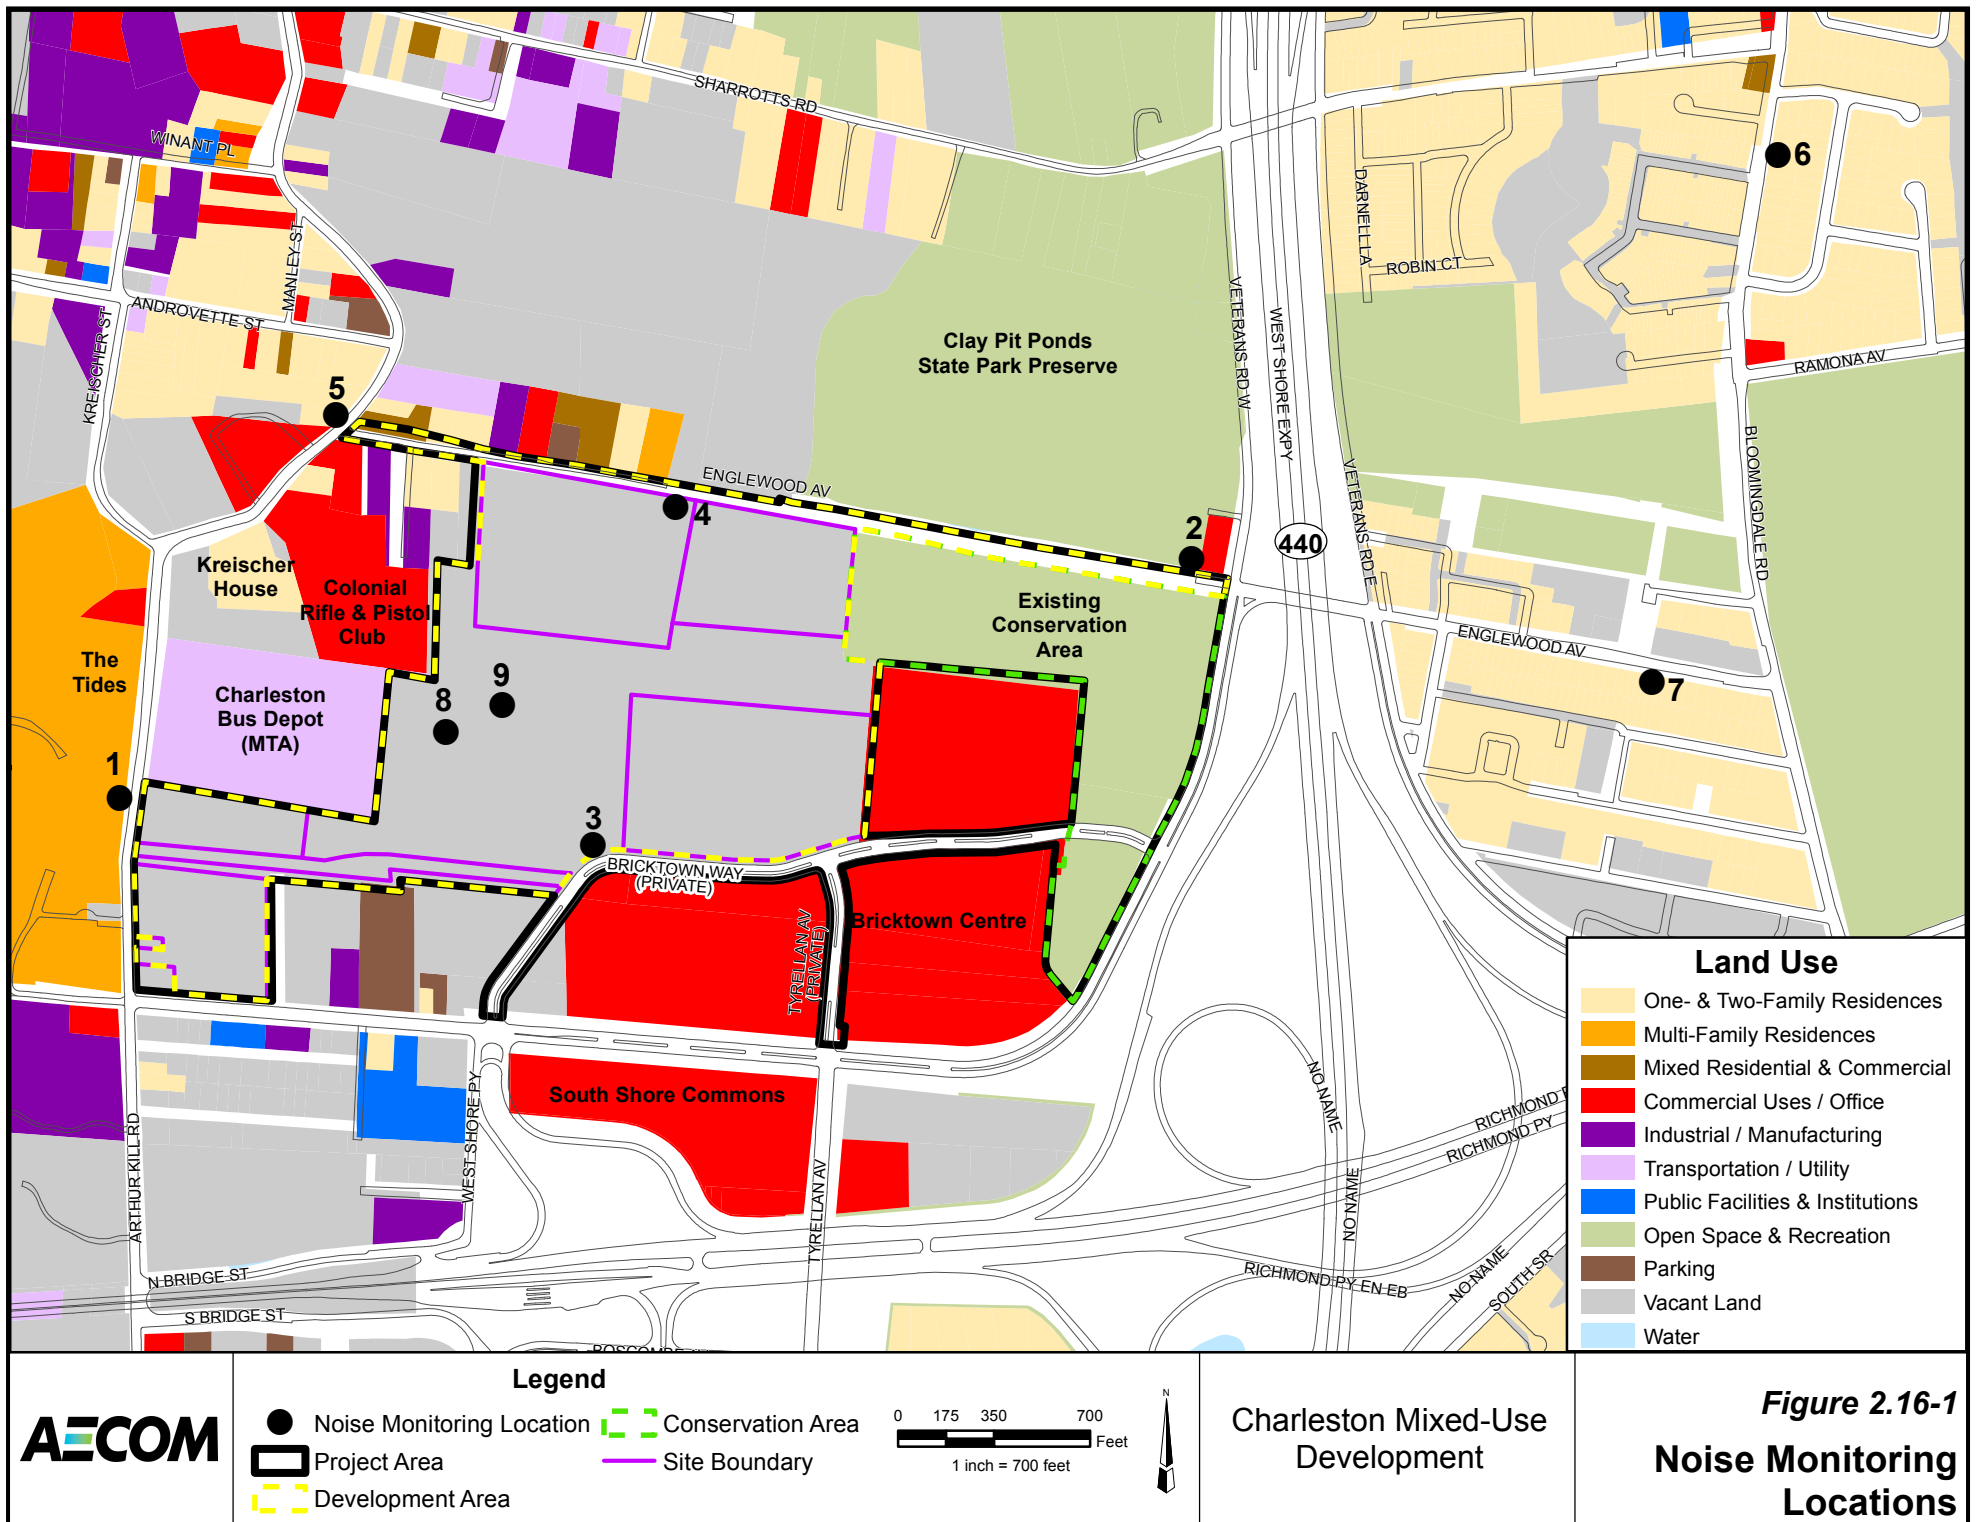 SHARROTTS RD
WINANT PL
6
DARNELL LA
ROBIN CT
MANLEY ST
ANDROVETTE ST
KREISCHER ST
VETERANS RD W
WEST SHORE EXPY
Clay Pit Ponds
State Park Preserve
RAMONA AV
5
BLOOMINGDALE RD
VETERANS RD E
ENGLEWOOD AV
4
2
440
Kreischer
House
Colonial
Rifle & Pistol
Club
Existing
Conservation
Area
ENGLEWOOD AV
7
The
Tides
Charleston
Bus Depot
(MTA)
8
9
1
3
BRICKTOWN WAY
(PRIVATE)
TYRELLAN AV
(PRIVATE)
Bricktown Centre
South Shore Commons
WEST SHORE PY
ARTHUR KILL RD
TYRELLAN AV
NO NAME
NO NAME
RICHMOND P
RICHMOND PY
RICHMOND PY EN EB
NO NAME
SOUTH SR
N BRIDGE ST
S BRIDGE ST
Land Use
One- & Two-Family Residences
Multi-Family Residences
Mixed Residential & Commercial
Commercial Uses / Office
Industrial / Manufacturing
Transportation / Utility
Public Facilities & Institutions
Open Space & Recreation
Parking
Vacant Land
Water
AECOM
Legend
Noise Monitoring Location
Project Area
Development Area
Conservation Area
Site Boundary
0 175 350 700
Feet
1 inch = 700 feet
N
Charleston Mixed-Use
Development
Figure 2.16-1
Noise Monitoring
Locations